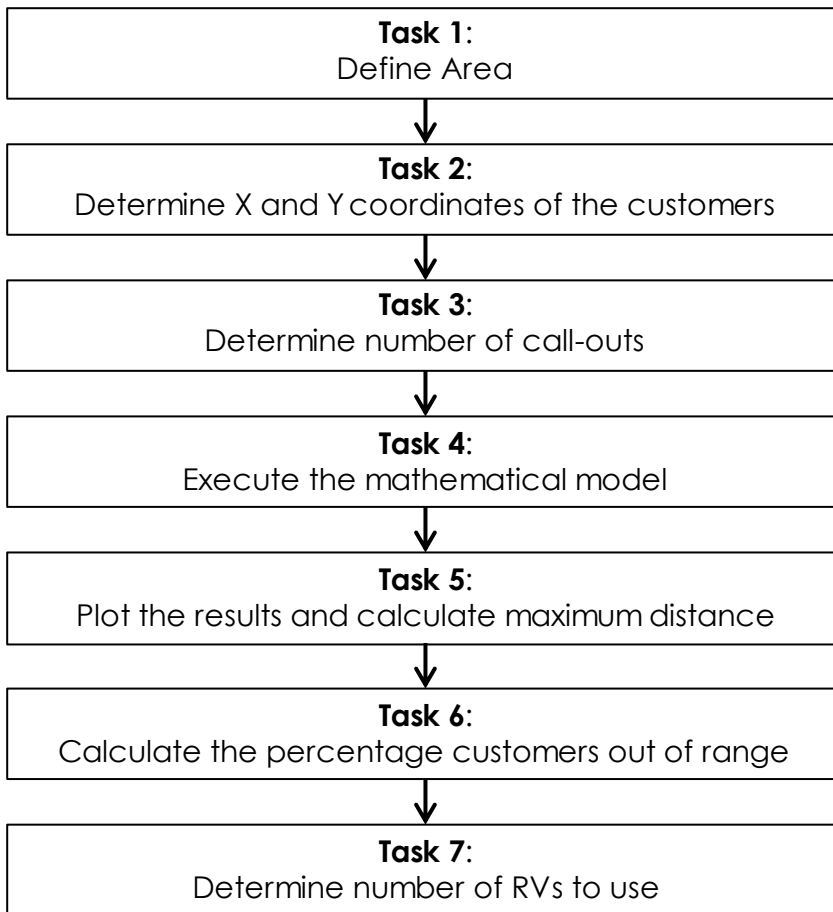 Task 1:
Define Area
Task 2:
Determine X and Y coordinates of the customers
Task 3:
Determine number of call-outs
Task 4:
Execute the mathematical model
Task 5:
Plot the results and calculate maximum distance
Task 6:
Calculate the percentage customers out of range
Task 7:
Determine number of RVs to use